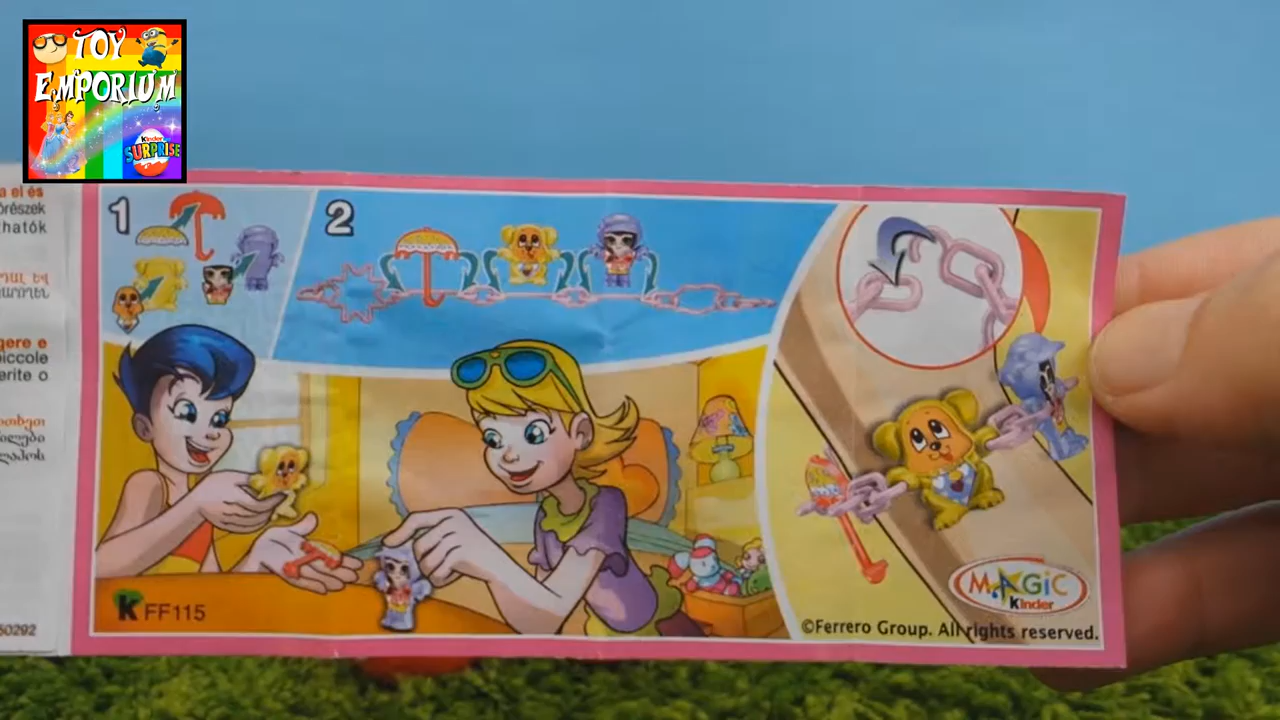 TOY
EMPORIUM
Kinder
SURPRISE
a el és
hatók
1
2
gere e
piccole
erite o
50292
K FF115
MAGiC
Kinder
©Ferrero Group. All rights reserved.